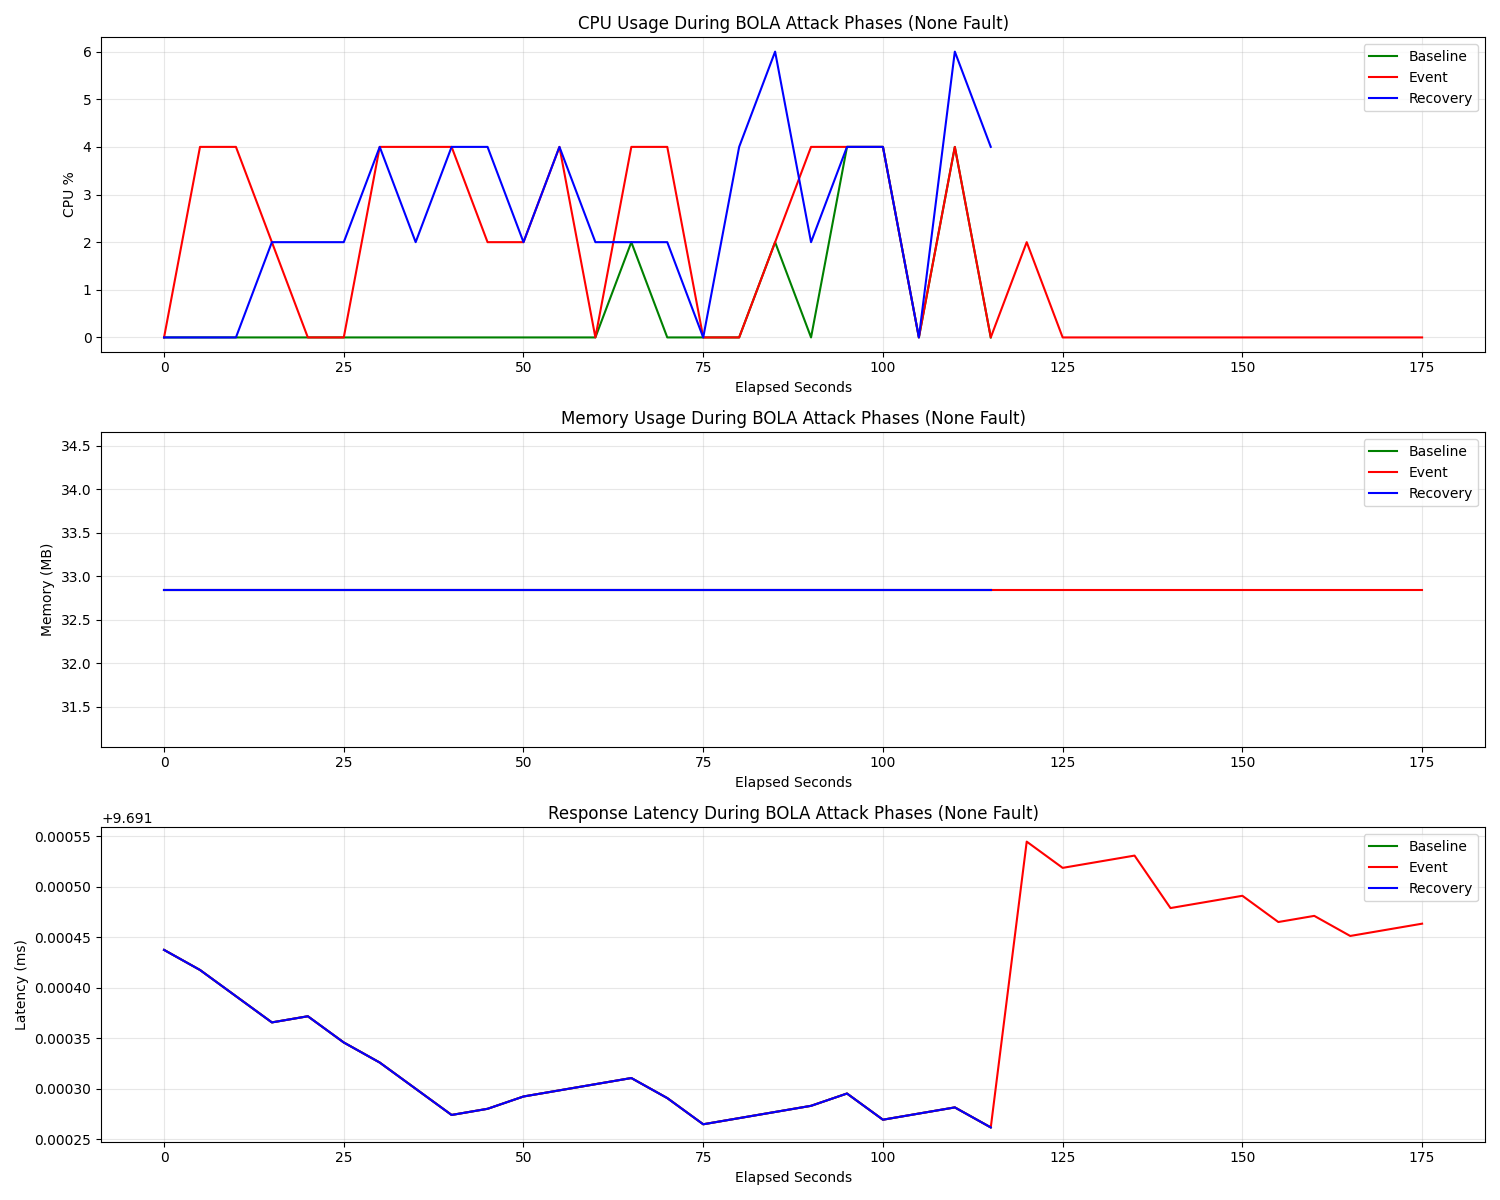 CPU Usage During BOLA Attack Phases (None Fault)
CPU %
6
5
4
3
2
1
0
Baseline
Event
Recovery
0 25 50 75 100 125 150 175
Elapsed Seconds
Memory Usage During BOLA Attack Phases (None Fault)
Memory (MB)
34.5
34.0
33.5
33.0
32.5
32.0
31.5
Baseline
Event
Recovery
0 25 50 75 100 125 150 175
Elapsed Seconds
Response Latency During BOLA Attack Phases (None Fault)
+9.691
Latency (ms)
0.00055
0.00050
0.00045
0.00040
0.00035
0.00030
0.00025
Baseline
Event
Recovery
0 25 50 75 100 125 150 175
Elapsed Seconds